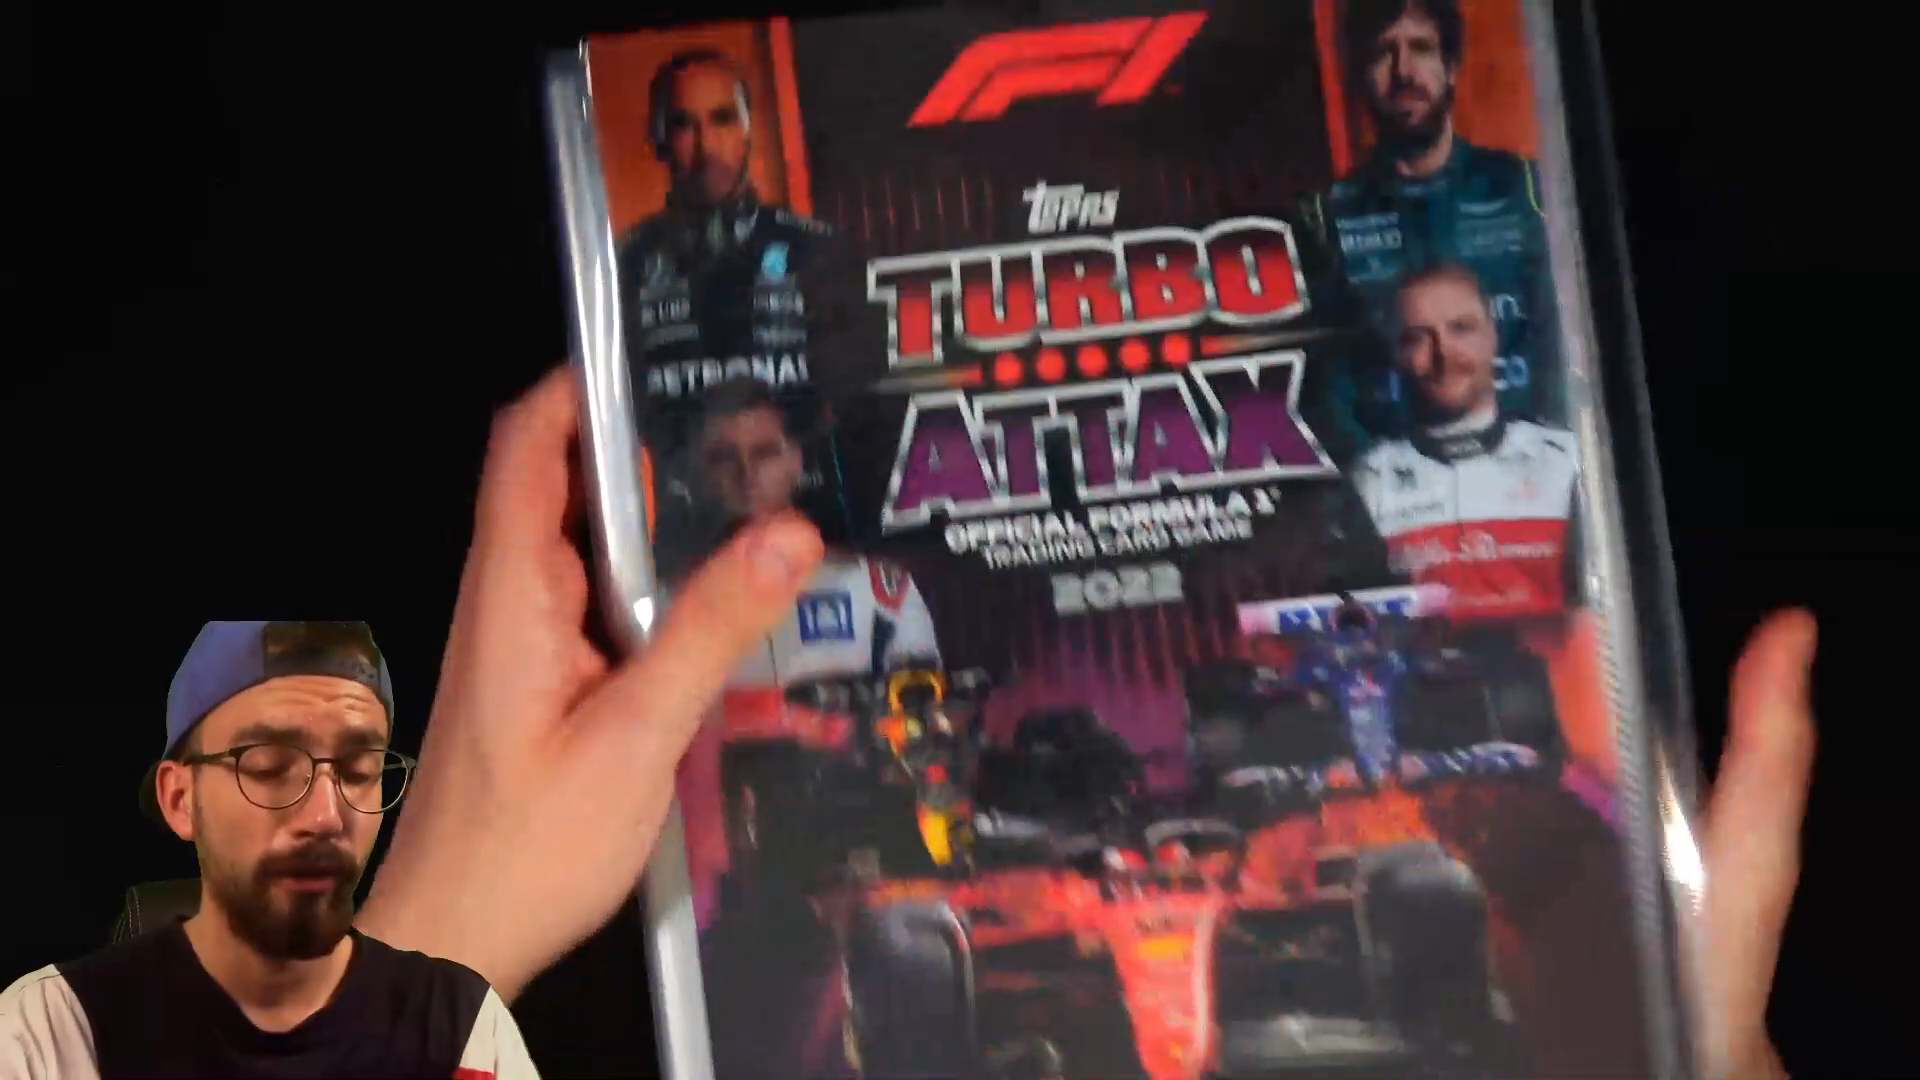 F1
TOPPS
TURBO
ATTAX
OFFICIAL FORMULA 1®
TRADING CARD GAME
2022
PETRONAS